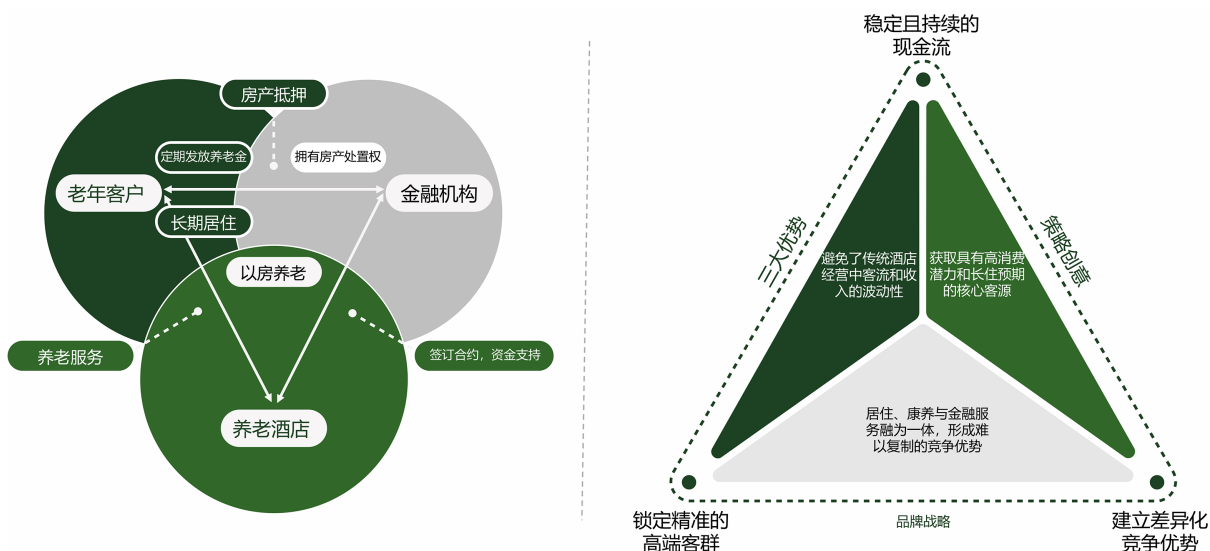 房产抵押
定期发放养老金
拥有房产处置权
老年客户
金融机构
长期居住
以房养老
养老服务
签订合约，资金支持
养老酒店
稳定且持续的
现金流
三大优势
策略创意
避免了传统酒店
经营中客流和收
入的波动性
获取具有高消费
潜力和长住预期
的核心客源
居住、康养与金融服
务融为一体，形成难
以复制的竞争优势
锁定精准的
高端客群
品牌战略
建立差异化
竞争优势